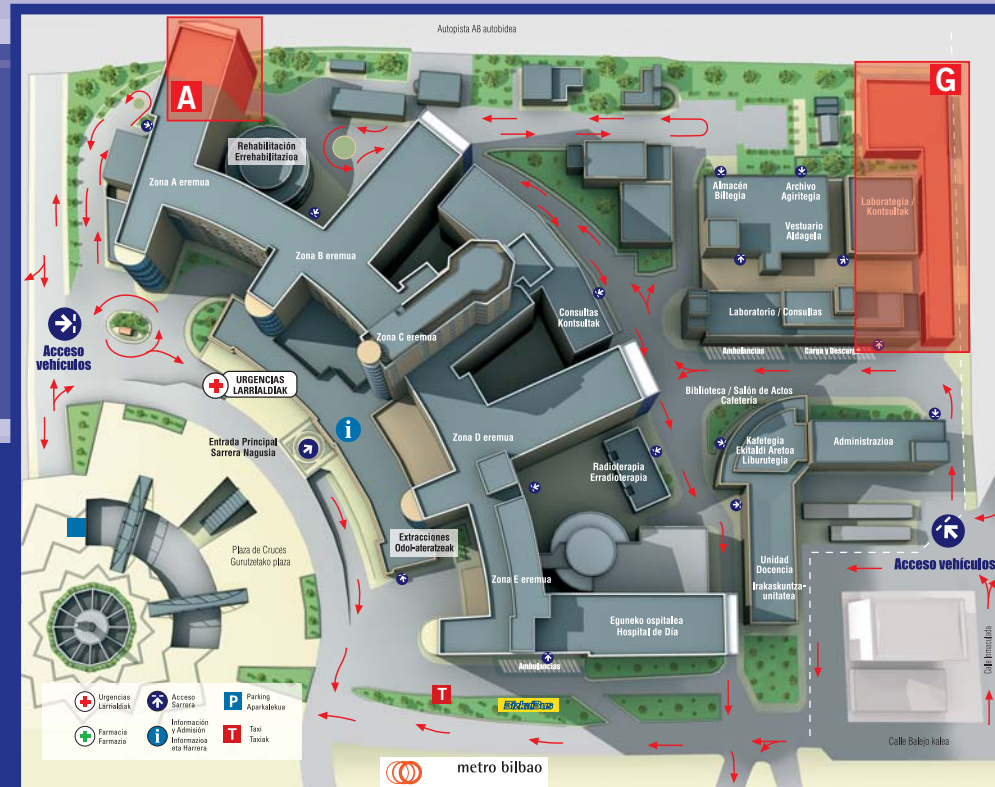 Autopista A8 autobidea
A
G
Rehabilitación
Errehabilitazioa
Zona A eremua
Almacén
Biltegia
Archivo
Agiritegia
Laborategia /
Kontsultak
Vestuario
Aldagela
Zona B eremua
Consultas
Kontsultak
Laboratorio / Consultas
Zona C eremua
Acceso
vehículos
Ambulancias
Carga y Descarga
URGENCIAS
LARRIALDIAK
Biblioteca / Salón de Actos
Cafetería
i
Entrada Principal
Sarrera Nagusia
Zona D eremua
Kafetegia
Ekitaldi Aretoa
Liburutegia
Administrazioa
Radioterapia
Erradioterapia
Extracciones
Odol-ateratzeak
Plaza de Cruces
Gurutzetako plaza
Acceso vehículos
Unidad
Docencia
Irakaskuntza-
unitatea
Zona E eremua
Eguneko ospitalea
Hospital de Día
Calle Inmaculada
Ambulancias
T
BizkaiBus
Urgencias
Larrialdiak
Acceso
Sarrera
P
Parking
Aparkalekua
Farmacia
Farmazia
i
Información
y Admisión
Informazioa
eta Harrera
T
Taxi
Taxiak
Calle Balejo kalea
metro bilbao